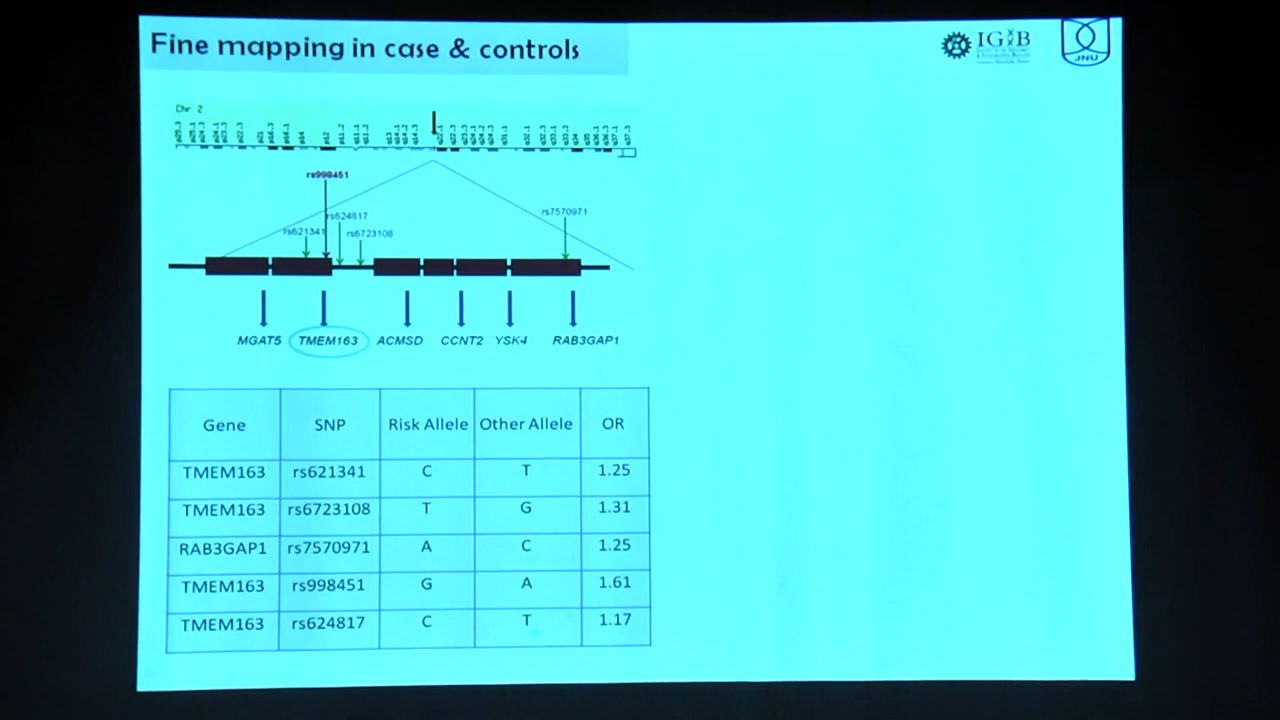 Fine mapping in case & controls
IGIB
JNU
Chr 2
rs998451
rs624817
rs7570971
rs621341
rs6723108
MGAT5 TMEM163 ACMSD CCNT2 YSK4 RAB3GAP1
Gene SNP Risk Allele Other Allele OR
TMEM163 rs621341 C T 1.25
TMEM163 rs6723108 T G 1.31
RAB3GAP1 rs7570971 A C 1.25
TMEM163 rs998451 G A 1.61
TMEM163 rs624817 C T 1.17